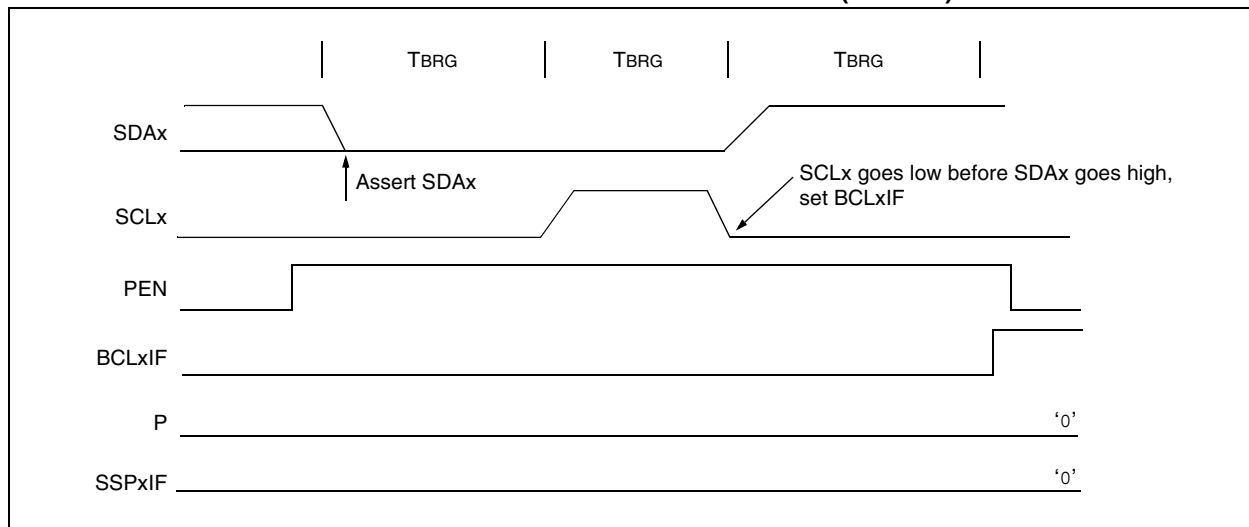 TBRG TBRG TBRG
SDAx
Assert SDAx
SCLx goes low before SDAx goes high,
set BCLxIF
SCLx
PEN
BCLxIF
P '0'
SSPxIF '0'